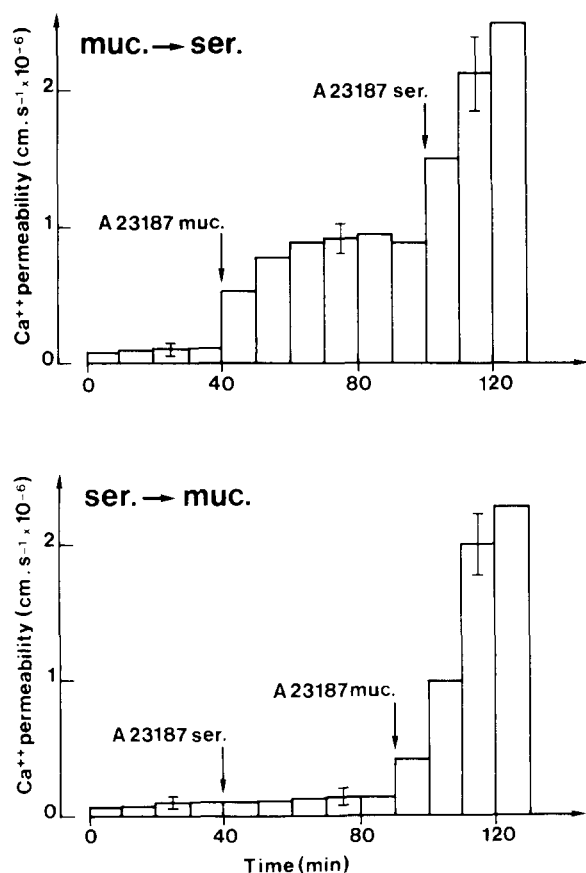 muc. → ser.
Ca⁺⁺ permeability (cm. s⁻¹ x 10⁻⁶)
2
1
0
A 23187 muc.
A 23187 ser.
0
40
80
120
ser. → muc.
Ca⁺⁺ permeability (cm. s⁻¹ x 10⁻⁶)
2
1
0
A 23187 ser.
A 23187 muc.
0
40
80
120
Time (min)